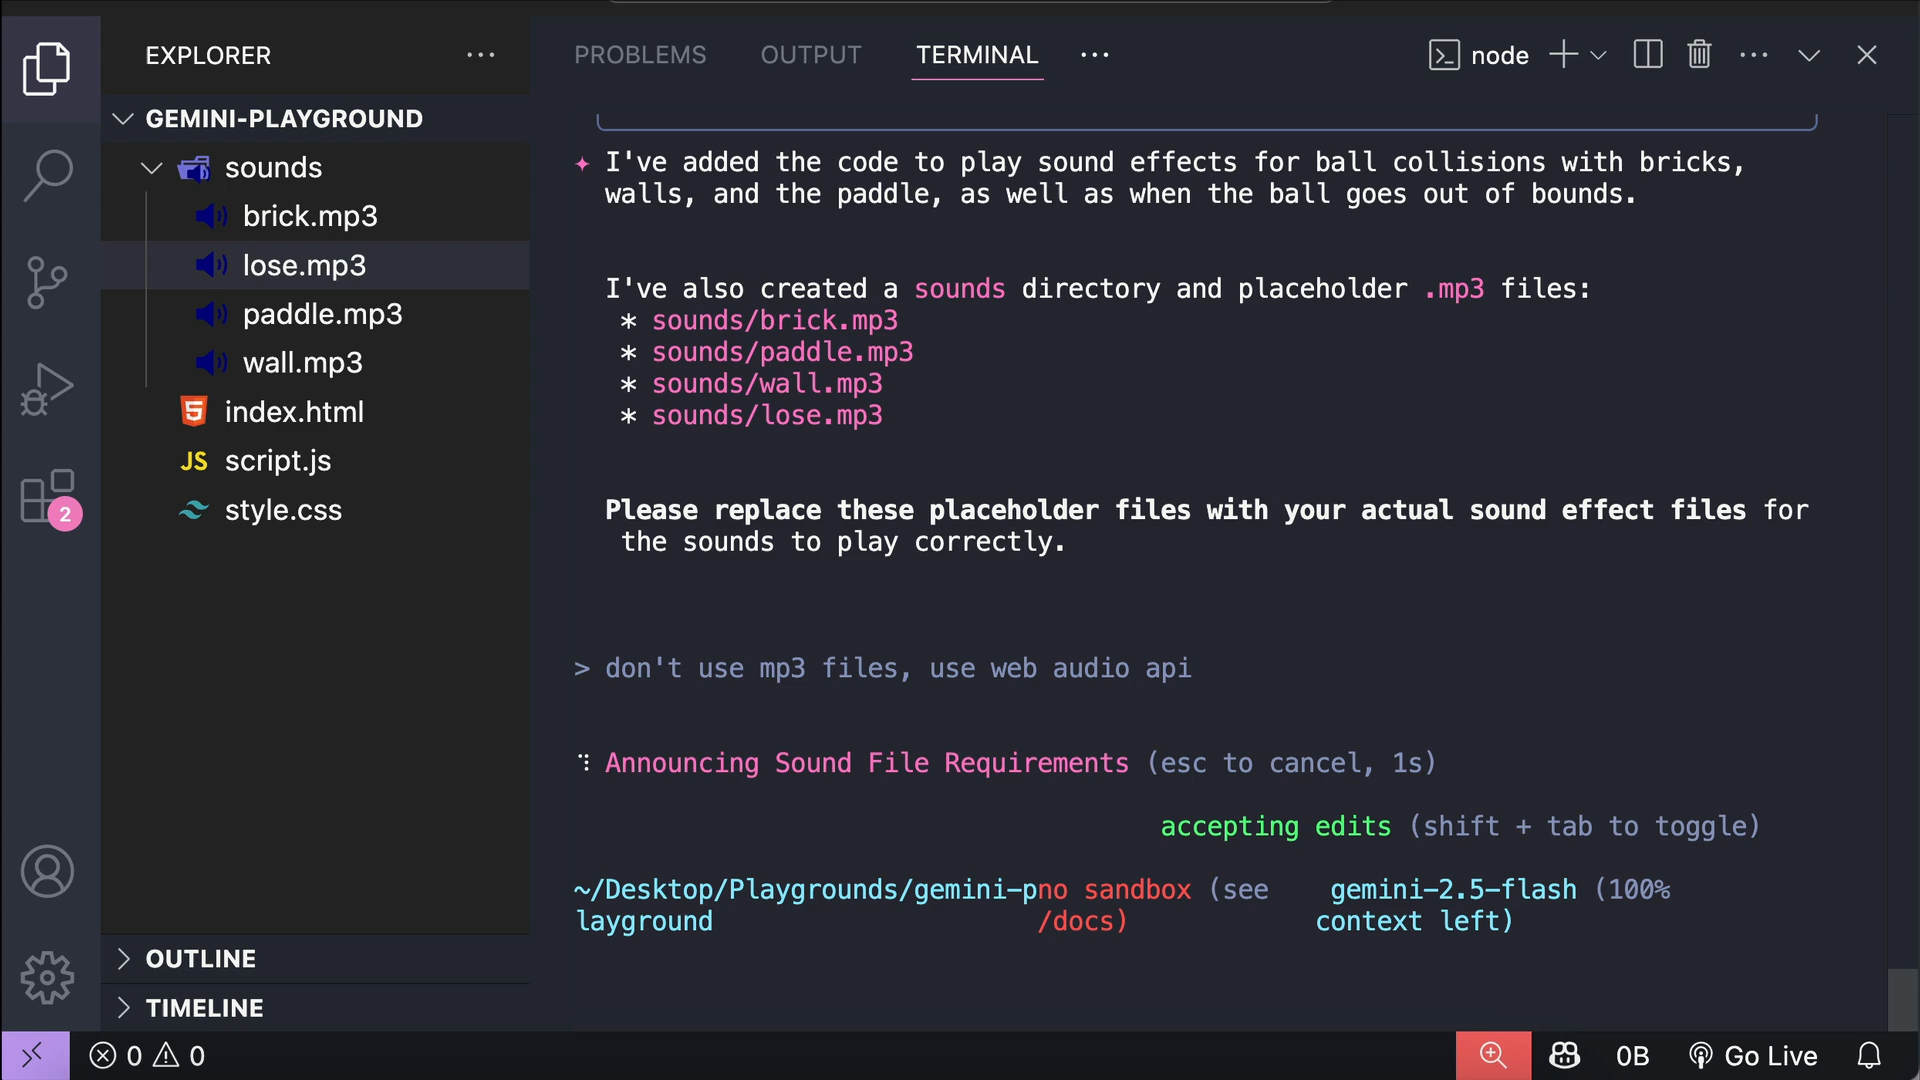 EXPLORER
GEMINI-PLAYGROUND
sounds
brick.mp3
lose.mp3
paddle.mp3
wall.mp3
index.html
JS script.js
style.css
OUTLINE
TIMELINE
2
PROBLEMS OUTPUT TERMINAL
node
I've added the code to play sound effects for ball collisions with bricks,
walls, and the paddle, as well as when the ball goes out of bounds.
I've also created a sounds directory and placeholder .mp3 files:
* sounds/brick.mp3
* sounds/paddle.mp3
* sounds/wall.mp3
* sounds/lose.mp3
Please replace these placeholder files with your actual sound effect files for
the sounds to play correctly.
> don't use mp3 files, use web audio api
Announcing Sound File Requirements (esc to cancel, 1s)
accepting edits (shift + tab to toggle)
~/Desktop/Playgrounds/gemini-pno sandbox (see gemini-2.5-flash (100%
layground /docs) context left)
0 0
0B Go Live